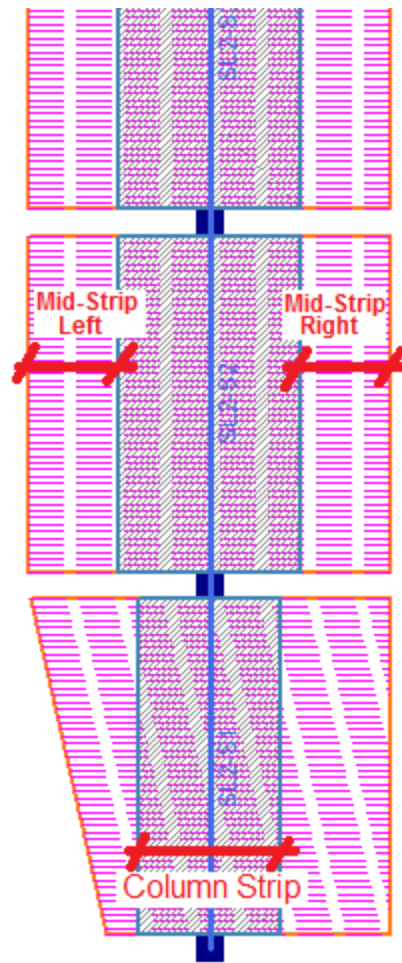 SL2-S3
Mid-Strip
Left
Mid-Strip
Right
SL2-S2
SL2-S1
Column Strip